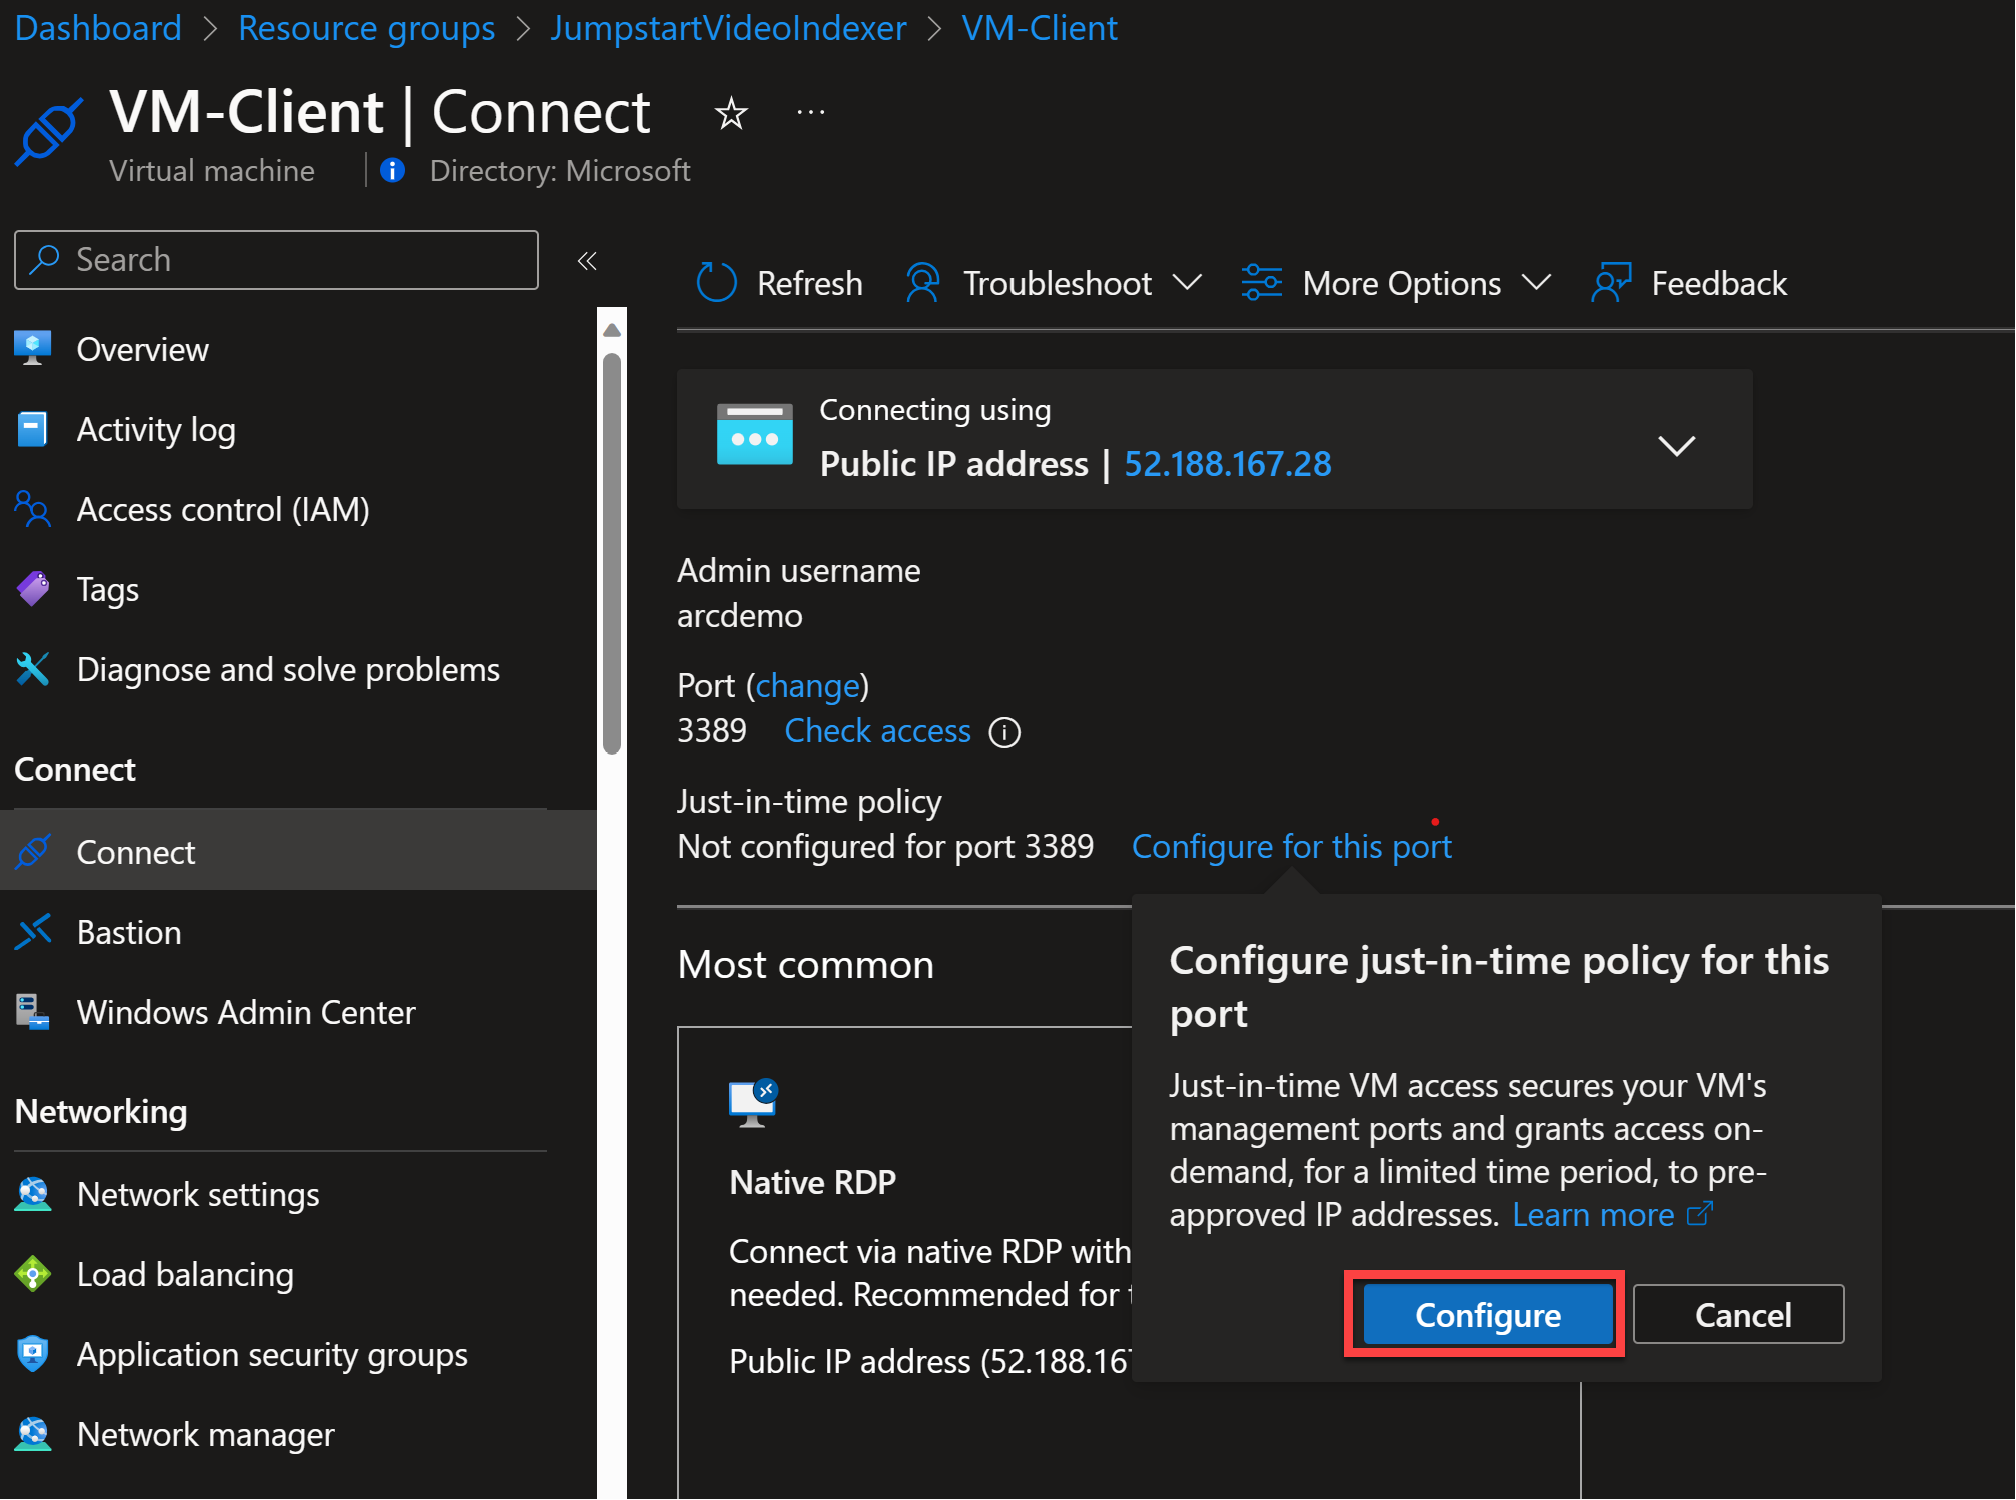 Dashboard > Resource groups > JumpstartVideoIndexer > VM-Client
VM-Client | Connect ☆ ...
Virtual machine | Directory: Microsoft
Search
Overview
Activity log
Access control (IAM)
Tags
Diagnose and solve problems
Connect
Connect
Bastion
Windows Admin Center
Networking
Network settings
Load balancing
Application security groups
Network manager
Refresh Troubleshoot More Options Feedback
Connecting using
Public IP address | 52.188.167.28
Admin username
arcdemo
Port (change)
3389 Check access
Just-in-time policy
Not configured for port 3389 Configure for this port
Most common
Native RDP
Connect via native RDP with
needed. Recommended for
Public IP address (52.188.167
Configure just-in-time policy for this
port
Just-in-time VM access secures your VM's
management ports and grants access on-
demand, for a limited time period, to pre-
approved IP addresses. Learn more
Configure Cancel